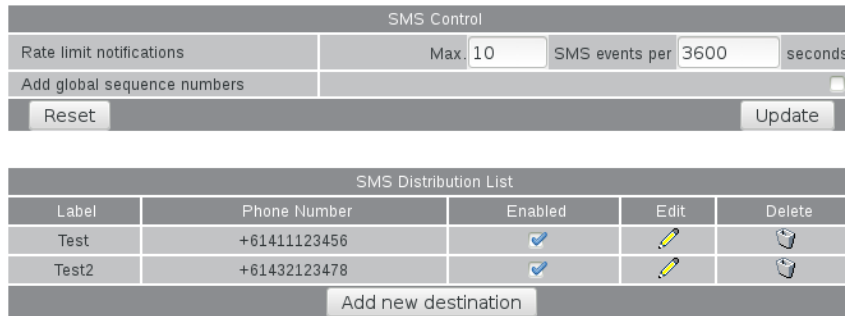 SMS Control
Rate limit notifications Max. 10 SMS events per 3600 seconds
Add global sequence numbers
Reset Update
SMS Distribution List
Label Phone Number Enabled Edit Delete
Test +61411123456
Test2 +61432123478
Add new destination